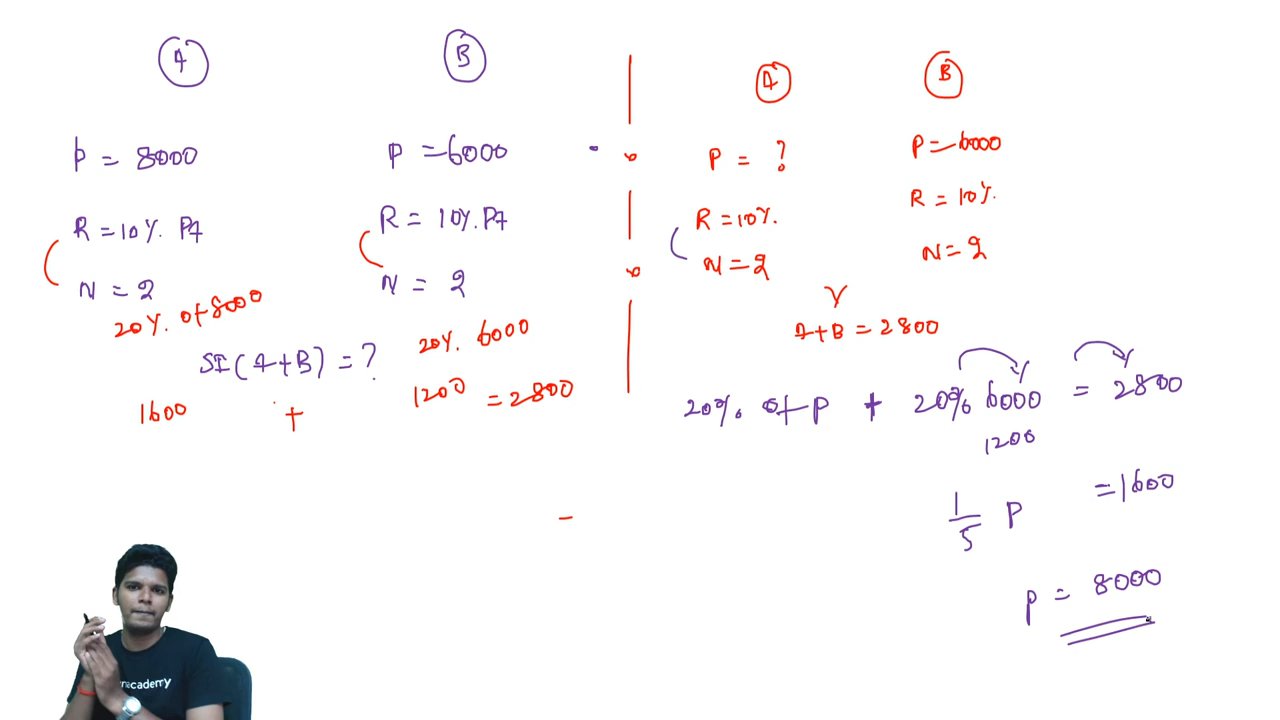 A B
P = 8000 P = 6000
R = 10%. PA R = 10%. PA
N = 2 N = 2
20%. of 8000 20%. 6000
SI (A+B) = ?
1600 + 1200 = 2800
A B
P = ? P = 6000
R = 10%. R = 10%.
N = 2 N = 2
A+B = 2800
20% of P + 20% 6000 = 2800
1200
1/5 P = 1600
P = 8000